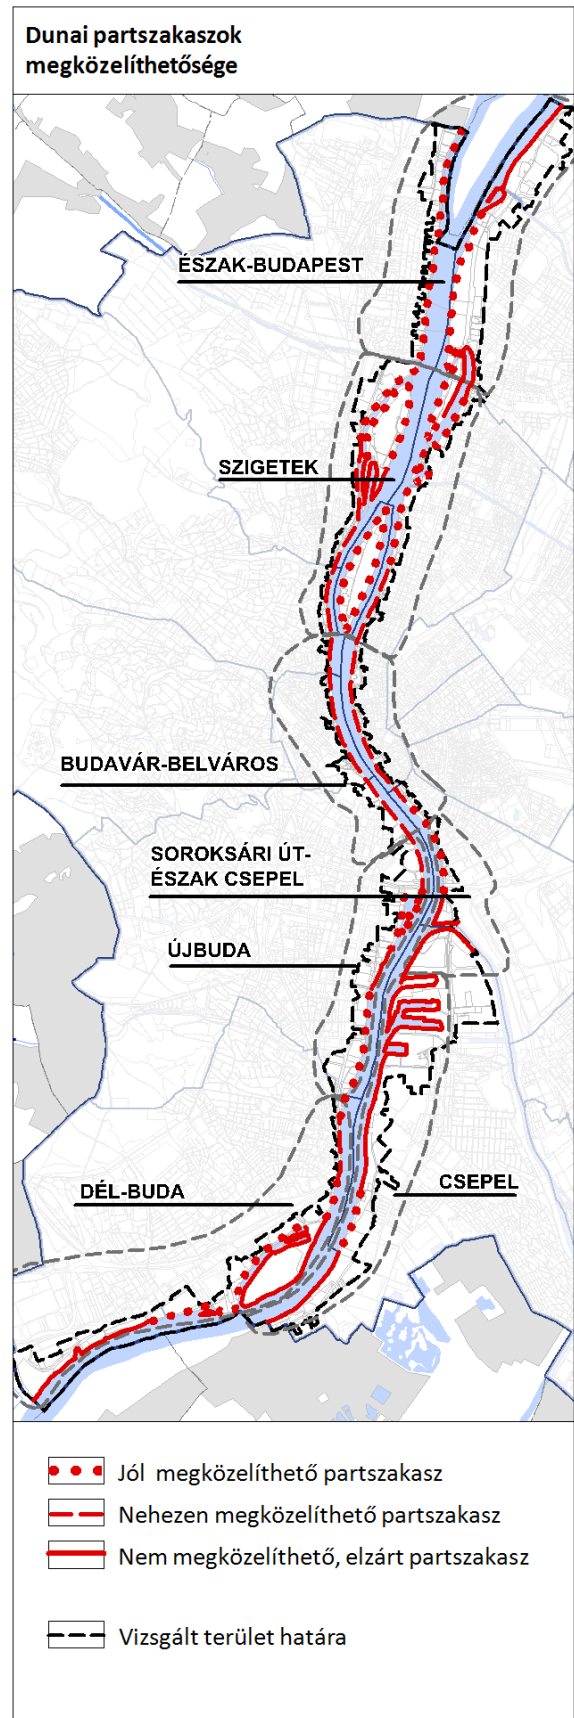 Dunai partszakaszok
megközelíthetősége
ÉSZAK-BUDAPEST
SZIGETEK
BUDAVÁR-BELVÁROS
SOROKSÁRI ÚT-
ÉSZAK CSEPEL
ÚJBUDA
DÉL-BUDA
CSEPEL
Jól megközelíthető partszakasz
Nehezen megközelíthető partszakasz
Nem megközelíthető, elzárt partszakasz
Vizsgált terület határa